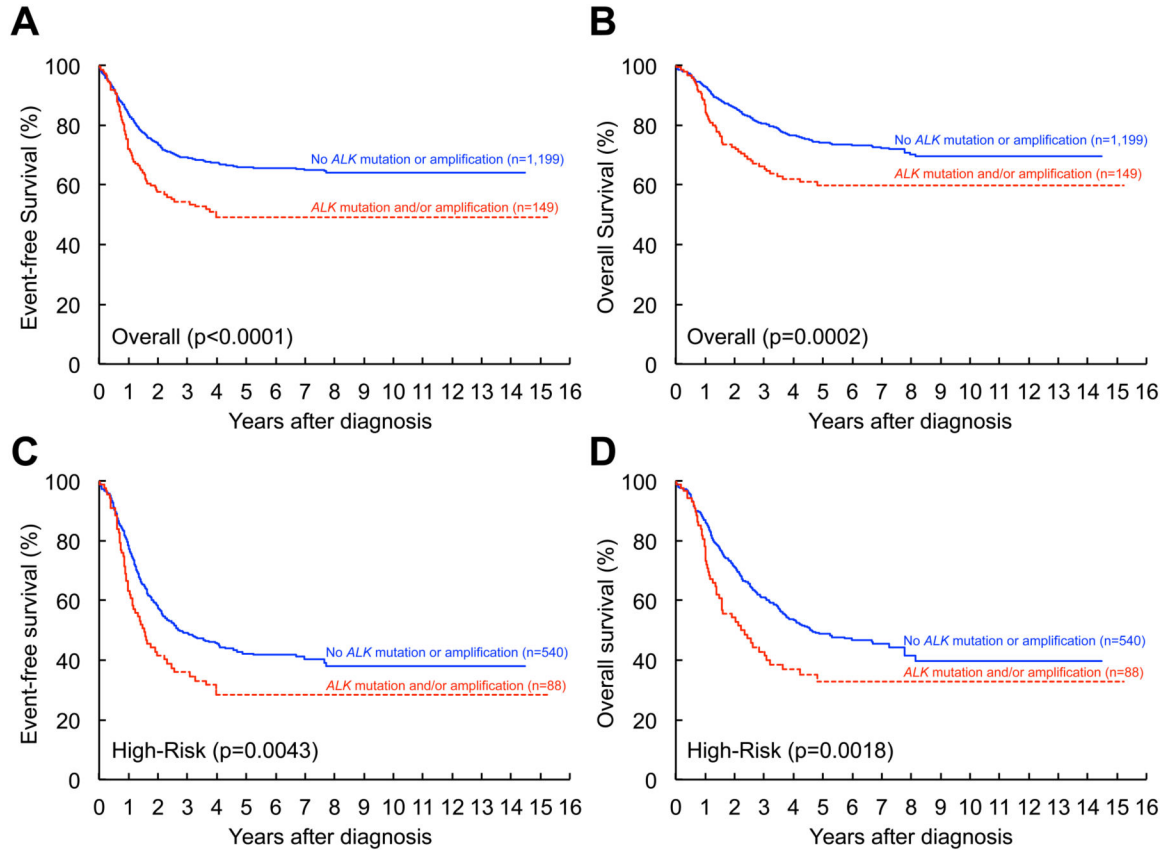 A
Event-free Survival (%)
100
80
60
40
20
0
No ALK mutation or amplification (n=1,199)
ALK mutation and/or amplification (n=149)
Overall (p<0.0001)
0 1 2 3 4 5 6 7 8 9 10 11 12 13 14 15 16
Years after diagnosis
B
Overall Survival (%)
100
80
60
40
20
0
No ALK mutation or amplification (n=1,199)
ALK mutation and/or amplification (n=149)
Overall (p=0.0002)
0 1 2 3 4 5 6 7 8 9 10 11 12 13 14 15 16
Years after diagnosis
C
Event-free survival (%)
100
80
60
40
20
0
No ALK mutation or amplification (n=540)
ALK mutation and/or amplification (n=88)
High-Risk (p=0.0043)
0 1 2 3 4 5 6 7 8 9 10 11 12 13 14 15 16
Years after diagnosis
D
Overall survival (%)
100
80
60
40
20
0
No ALK mutation or amplification (n=540)
ALK mutation and/or amplification (n=88)
High-Risk (p=0.0018)
0 1 2 3 4 5 6 7 8 9 10 11 12 13 14 15 16
Years after diagnosis